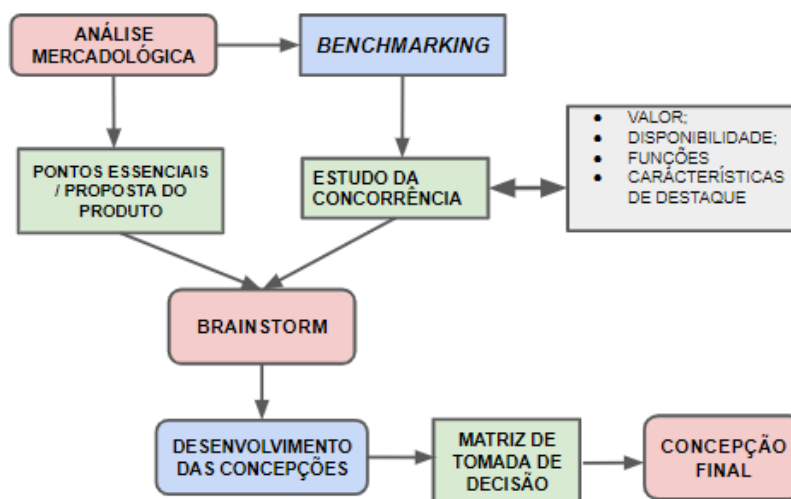 ANÁLISE
MERCADOLÓGICA
BENCHMARKING
PONTOS ESSENCIAIS
/ PROPOSTA DO
PRODUTO
ESTUDO DA
CONCORRÊNCIA
● VALOR;
● DISPONIBILIDADE;
● FUNÇÕES
● CARÁCTERÍSTICAS
DE DESTAQUE
BRAINSTORM
DESENVOLVIMENTO
DAS CONCEPÇÕES
MATRIZ DE
TOMADA DE
DECISÃO
CONCEPÇÃO
FINAL